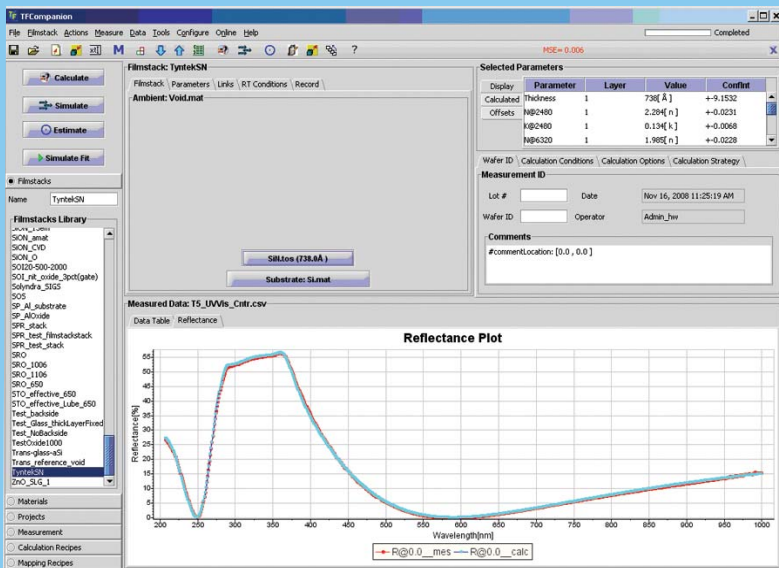 TFCompanion
File Filmstack Actions Measure Data Tools Configure Online Help
Completed
MSE= 0.006
Calculate
Simulate
Estimate
Simulate Fit
Filmstacks
Name TyntekSN
Filmstacks Library
SiON_amat
SiON_CVD
SiON_O
SOI20-500-2000
SOI_nit_oxide_3pct(gate)
Solyndra_SIGS
SOS
SP_Al_substrate
SP_AlOxide
SPR_stack
SPR_test_filmstackstack
SPR_test_stack
SRO
SRO_1006
SRO_1106
SRO_650
STO_effective_650
STO_effective_Lube_650
Test_backside
Test_Glass_thickLayerFixed
Test_NoBackside
TestOxide1000
Trans-glass-aSi
Trans_reference_void
TyntekSN
ZnO_SLG_1
Materials
Projects
Measurement
Calculation Recipes
Mapping Recipes
Filmstack: TyntekSN
Filmstack Parameters Links RT Conditions Record
Ambient: Void.mat
SiN.tos (738.0Å )
Substrate: Si.mat
Selected Parameters
Display
Calculated
Offsets
Parameter Layer Value ConfInt
Thickness 1 738[Å] +-9.1532
N@2480 1 2.284[n] +-0.0231
K@2480 1 0.134[k] +-0.0068
N@6320 1 1.985[n] +-0.0228
Wafer ID Calculation Conditions Calculation Options Calculation Strategy
Measurement ID
Lot # Date Nov 16, 2008 11:25:19 AM
Wafer ID Operator Admin_hw
Comments
#commentLocation: [0.0 , 0.0 ]
Measured Data: T5_UVVis_Cntr.csv
Data Table Reflectance
Reflectance Plot
Reflectance[%]
55
50
45
40
35
30
25
20
15
10
5
0
200 250 300 350 400 450 500 550 600 650 700 750 800 850 900 950 1000
Wavelength[nm]
R@0.0__mes R@0.0__calc